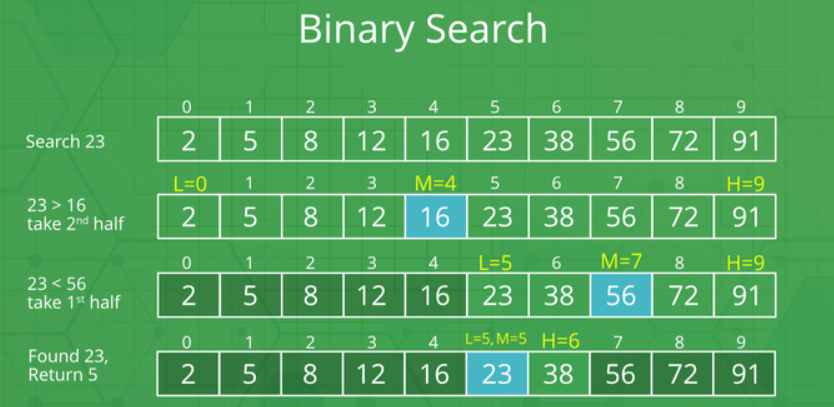 Binary Search
0 1 2 3 4 5 6 7 8 9
Search 23 2 5 8 12 16 23 38 56 72 91
L=0 1 2 3 M=4 5 6 7 8 H=9
23 > 16
take 2nd half 2 5 8 12 16 23 38 56 72 91
0 1 2 3 4 L=5 6 M=7 8 H=9
23 < 56
take 1st half 2 5 8 12 16 23 38 56 72 91
0 1 2 3 4 L=5, M=5 H=6 7 8 9
Found 23,
Return 5 2 5 8 12 16 23 38 56 72 91